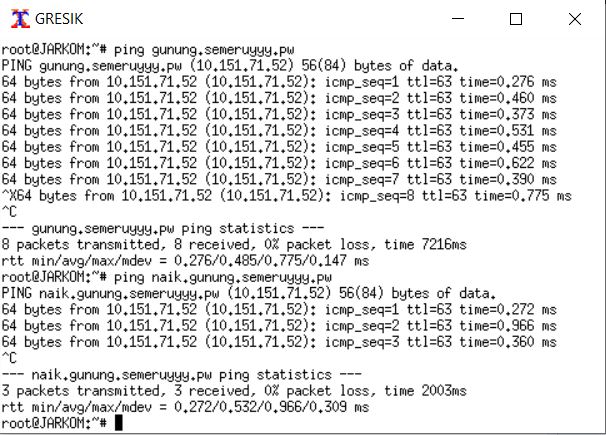 GRESIK
root@JARKOM:~# ping gunung.semeruyyy.pw
PING gunung.semeruyyy.pw (10.151.71.52) 56(84) bytes of data.
64 bytes from 10.151.71.52 (10.151.71.52): icmp_seq=1 ttl=63 time=0.276 ms
64 bytes from 10.151.71.52 (10.151.71.52): icmp_seq=2 ttl=63 time=0.460 ms
64 bytes from 10.151.71.52 (10.151.71.52): icmp_seq=3 ttl=63 time=0.373 ms
64 bytes from 10.151.71.52 (10.151.71.52): icmp_seq=4 ttl=63 time=0.531 ms
64 bytes from 10.151.71.52 (10.151.71.52): icmp_seq=5 ttl=63 time=0.455 ms
64 bytes from 10.151.71.52 (10.151.71.52): icmp_seq=6 ttl=63 time=0.622 ms
64 bytes from 10.151.71.52 (10.151.71.52): icmp_seq=7 ttl=63 time=0.390 ms
^X64 bytes from 10.151.71.52 (10.151.71.52): icmp_seq=8 ttl=63 time=0.775 ms
^C
--- gunung.semeruyyy.pw ping statistics ---
8 packets transmitted, 8 received, 0% packet loss, time 7216ms
rtt min/avg/max/mdev = 0.276/0.485/0.775/0.147 ms
root@JARKOM:~# ping naik.gunung.semeruyyy.pw
PING naik.gunung.semeruyyy.pw (10.151.71.52) 56(84) bytes of data.
64 bytes from 10.151.71.52 (10.151.71.52): icmp_seq=1 ttl=63 time=0.272 ms
64 bytes from 10.151.71.52 (10.151.71.52): icmp_seq=2 ttl=63 time=0.966 ms
64 bytes from 10.151.71.52 (10.151.71.52): icmp_seq=3 ttl=63 time=0.360 ms
^C
--- naik.gunung.semeruyyy.pw ping statistics ---
3 packets transmitted, 3 received, 0% packet loss, time 2003ms
rtt min/avg/max/mdev = 0.272/0.532/0.966/0.309 ms
root@JARKOM:~#